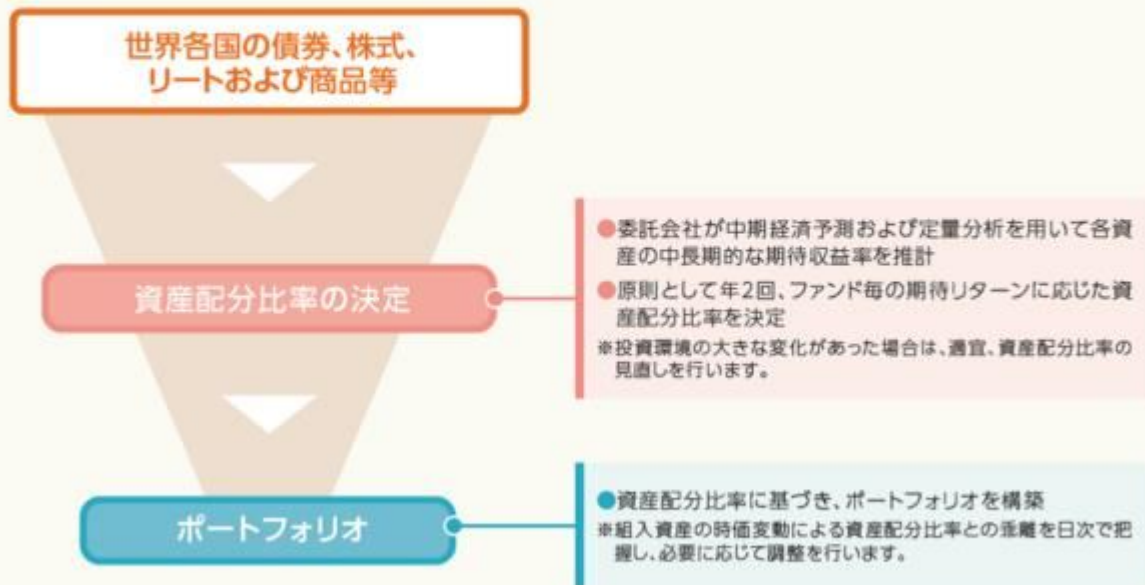 世界各国の債券、株式、
リートおよび商品等
資産配分比率の決定
●委託会社が中期経済予測および定量分析を用いて各資
産の中長期的な期待収益率を推計
●原則として年2回、ファンド毎の期待リターンに応じた資
産配分比率を決定
※投資環境の大きな変化があった場合は、適宜、資産配分比率の
見直しを行います。
ポートフォリオ
●資産配分比率に基づき、ポートフォリオを構築
※組入資産の時価変動による資産配分比率との乖離を日次で把
握し、必要に応じて調整を行います。